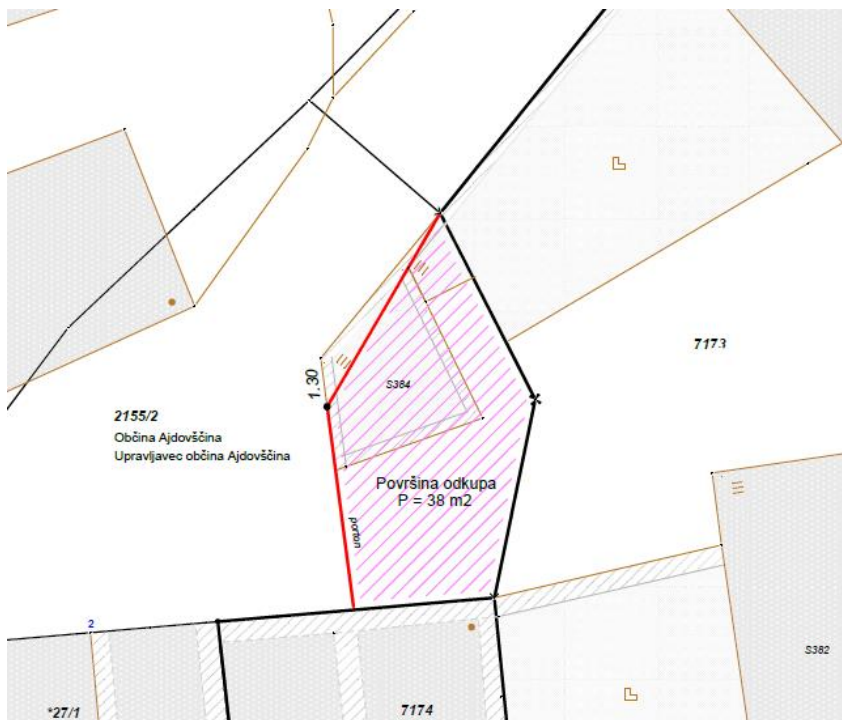 7173
1.30
S384
2155/2
Občina Ajdovščina
Upravljavec občina Ajdovščina
Površina odkupa
P = 38 m2
porton
2
S382
*27/1
7174